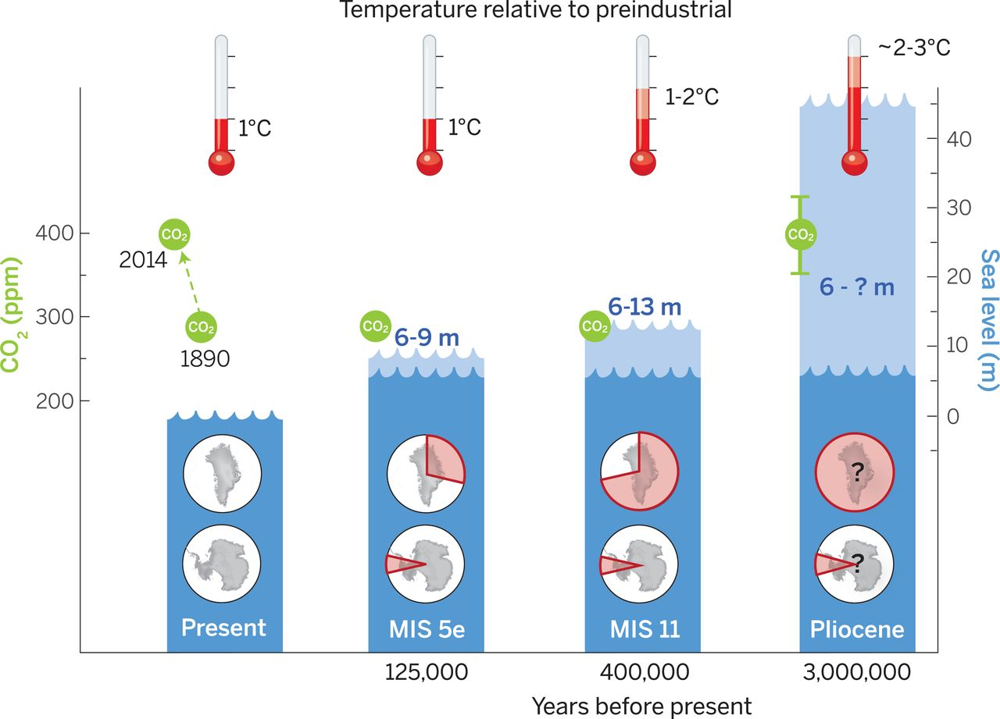 Temperature relative to preindustrial
1°C
1°C
1-2°C
~2-3°C
CO₂ (ppm)
400
300
200
CO₂
2014
CO₂
1890
CO₂
6-9 m
CO₂
6-13 m
CO₂
6 - ? m
40
30
20
10
0
Sea level (m)
?
?
Present
MIS 5e
MIS 11
Pliocene
125,000
400,000
3,000,000
Years before present